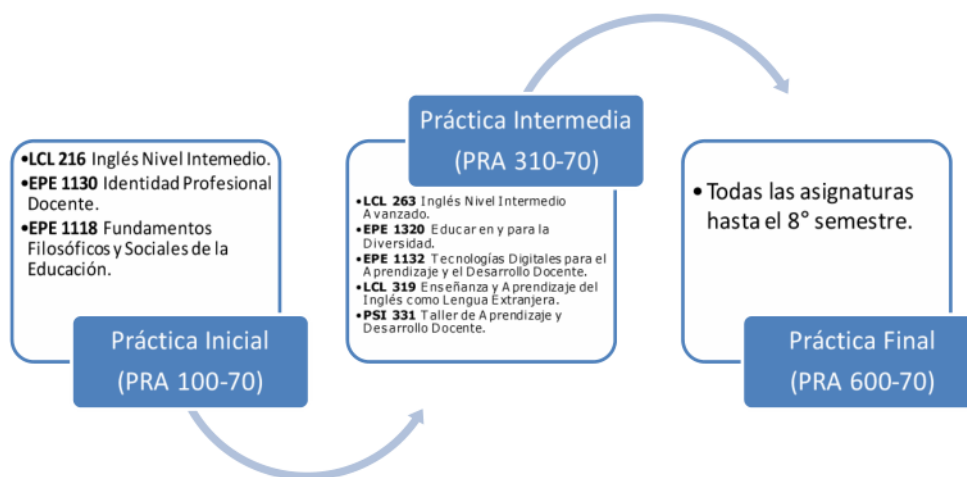 •LCL 216 Inglés Nivel Intemedio.
•EPE 1130 Identidad Profesional
Docente.
•EPE 1118 Fundamentos
Filosóficos y Sociales de la
Educación.
Práctica Inicial
(PRA 100-70)
Práctica Intermedia
(PRA 310-70)
•LCL 263 Inglés Nivel Intermedio
Avanzado.
•EPE 1320 Educar en y para la
Diversidad.
•EPE 1132 Tecnologías Digitales para el
Aprendizaje y el Desarrollo Docente.
•LCL 319 Enseñanza y Aprendizaje del
Inglés como Lengua Extranjera.
•PSI 331 Taller de Aprendizaje y
Desarrollo Docente.
• Todas las asignaturas
hasta el 8° semestre.
Práctica Final
(PRA 600-70)